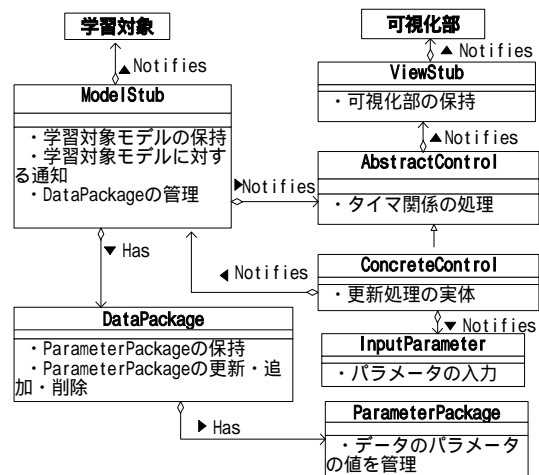 学習対象
▲Notifies
ModelStub
・学習対象モデルの保持
・学習対象モデルに対す
る通知
・DataPackageの管理
可視化部
▲Notifies
ViewStub
・可視化部の保持
▲Notifies
AbstractControl
・タイマ関係の処理
▶Notifies
◀ Notifies
ConcreteControl
・更新処理の実体
▼ Notifies
InputParameter
・パラメータの入力
▼ Has
DataPackage
・ParameterPackageの保持
・ParameterPackageの更新・追
加・削除
▶ Has
ParameterPackage
・データのパラメータ
の値を管理